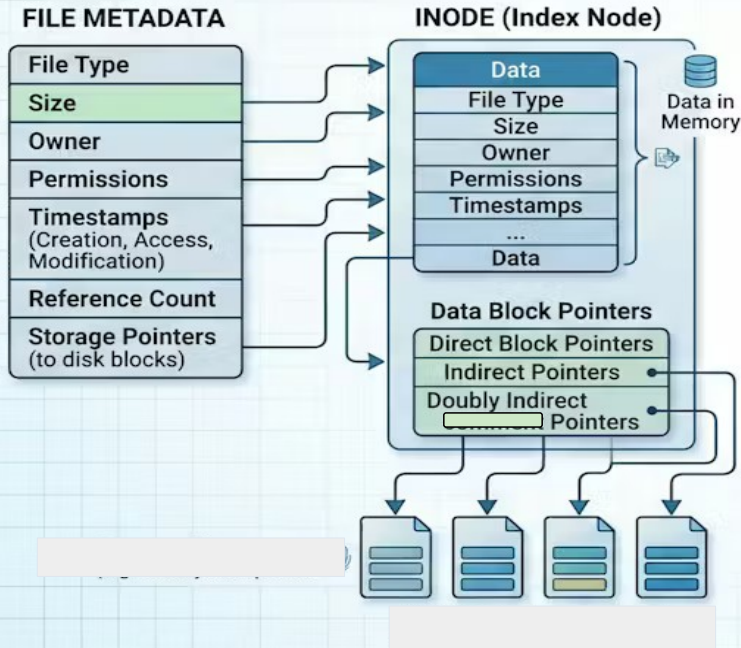 FILE METADATA
File Type
Size
Owner
Permissions
Timestamps
(Creation, Access,
Modification)
Reference Count
Storage Pointers
(to disk blocks)
INODE (Index Node)
Data
File Type
Size
Owner
Permissions
Timestamps
...
Data
Data in
Memory
Data Block Pointers
Direct Block Pointers
Indirect Pointers
Doubly Indirect
Pointers